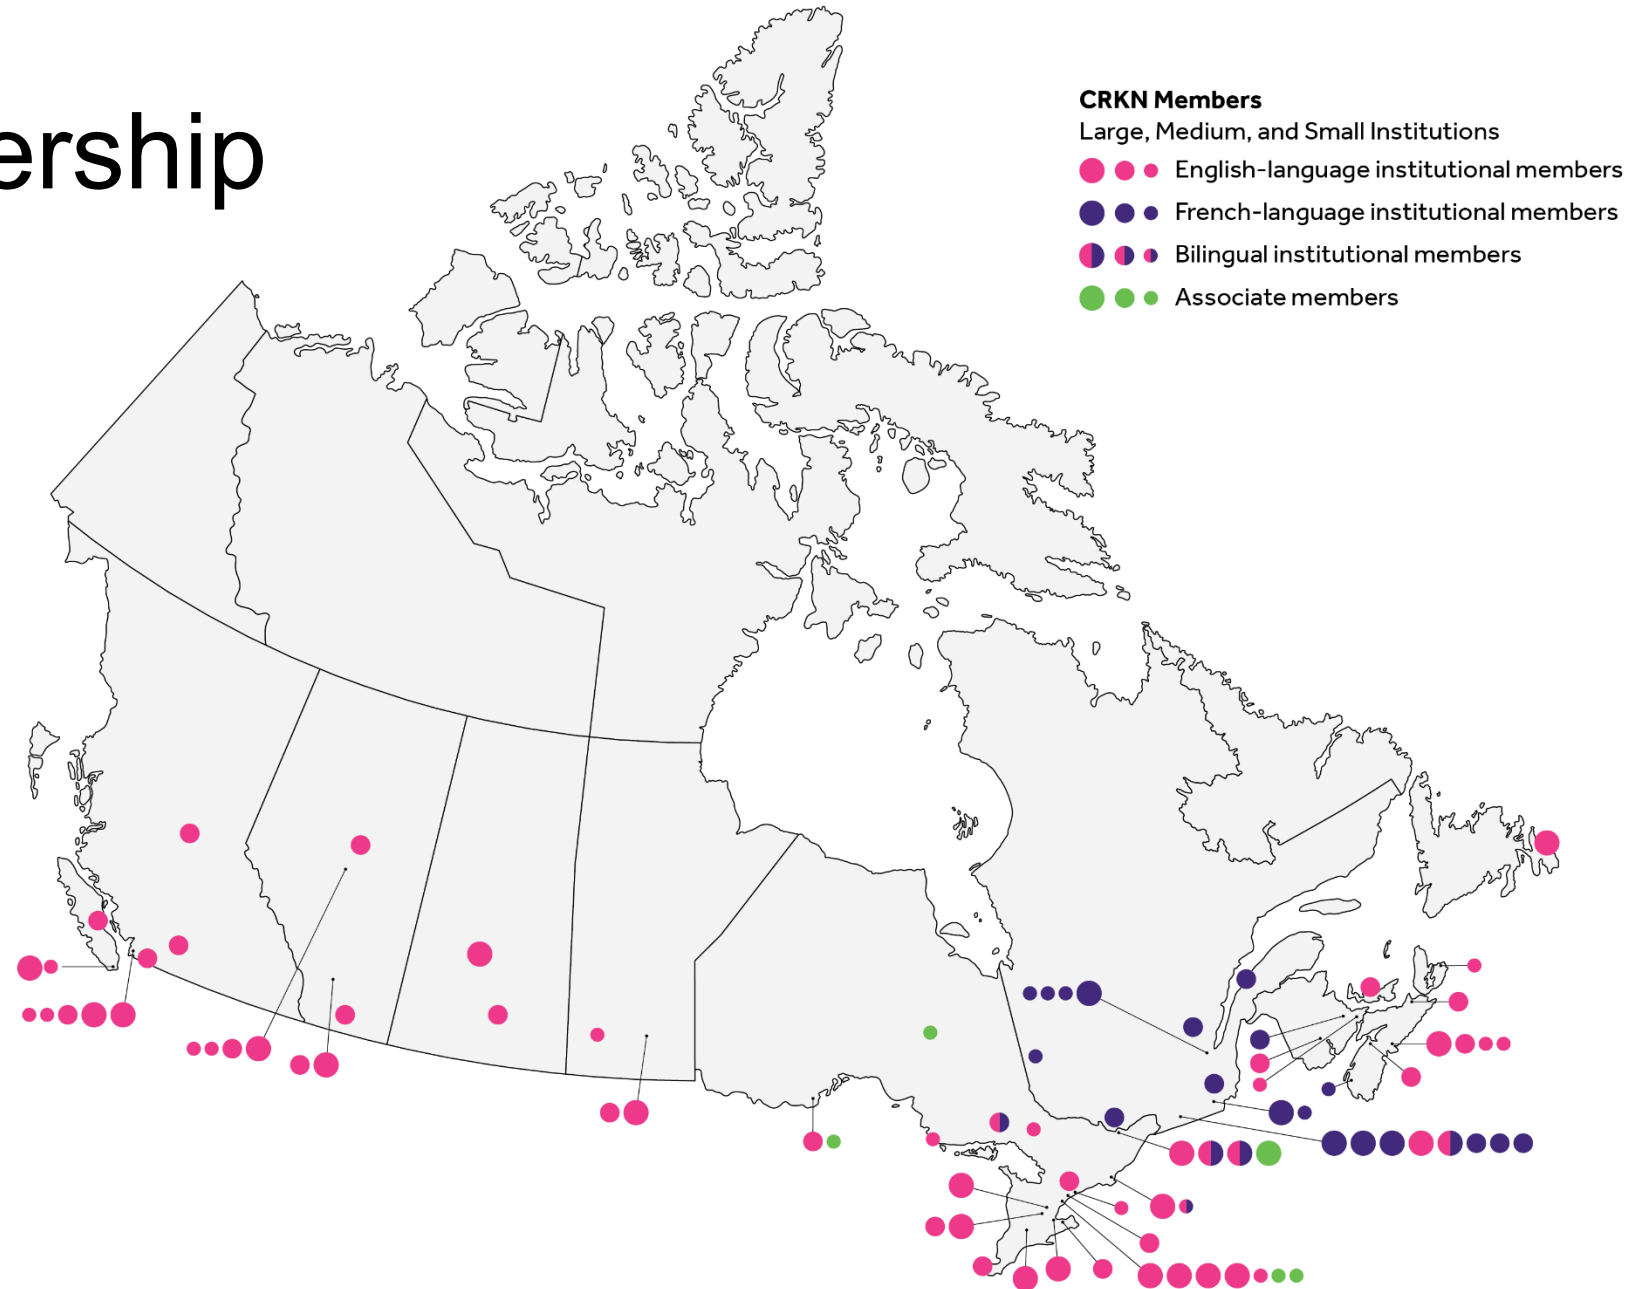 ership
CRKN Members
Large, Medium, and Small Institutions
English-language institutional members
French-language institutional members
Bilingual institutional members
Associate members